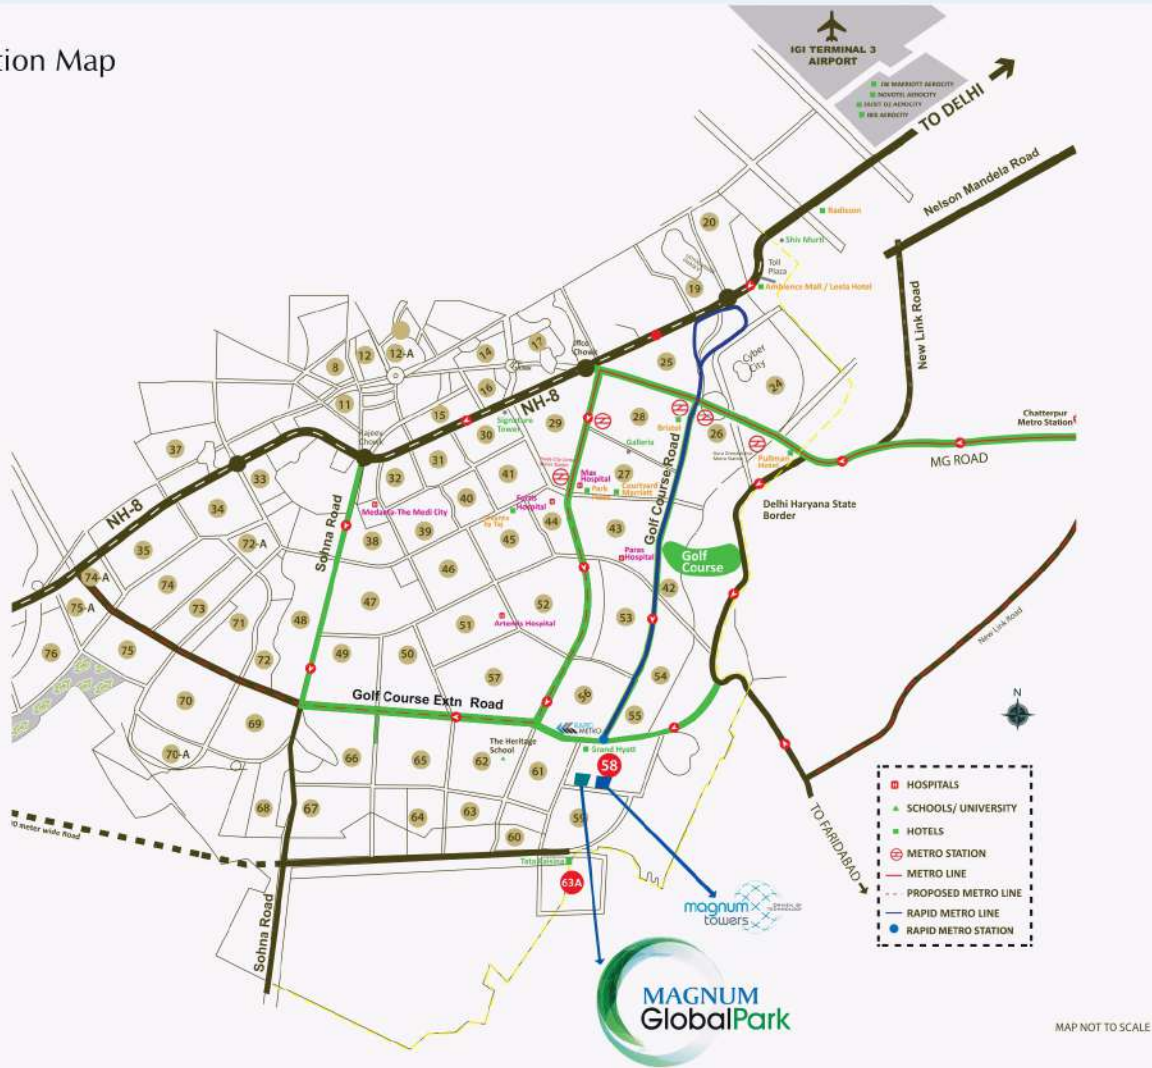 tion Map
IGI TERMINAL 3
AIRPORT
JW MARRIOTT AEROCITY
NOVOTEL AEROCITY
AEROCITY
AEROCITY
TO DELHI
Nelson Mandela Road
Radisson
Shiv Murti
Toll
Plaza
Ambience Mall / Leela Hotel
20
19
New Link Road
Cyber
City
24
25
17
14
16
12
12-A
8
11
15
Iffco
Chowk
NH-8
Signature
Tower
30
29
28
Bristol
26
Galleria
Pullman
Hotel
Chatterpur
Metro Station
MG ROAD
Delhi Haryana State
Border
37
Rajeev
Chowk
33
34
NH-8
35
32
31
41
40
Medanta-The Medi City
39
38
Fortis
Hospital
44
45
Max
Hospital
Park
27
Courtyard
Marriott
Golf Course Road
43
Paras
Hospital
Golf
Course
42
Sohna Road
72-A
74-A
74
75-A
73
71
48
47
46
52
51
Artemis Hospital
53
76
75
72
49
50
57
56
54
55
New Link Road
70
69
70-A
Golf Course Extn Road
RAPID
METRO
The Heritage
School
Grand Hyatt
58
66
65
62
61
68
67
64
63
60
59
meter wide Road
Tata Raisina
63A
Sohna Road
TO FARIDABAD
N
HOSPITALS
SCHOOLS/ UNIVERSITY
HOTELS
METRO STATION
METRO LINE
PROPOSED METRO LINE
RAPID METRO LINE
RAPID METRO STATION
magnum
towers
MAGNUM
GlobalPark
MAP NOT TO SCALE